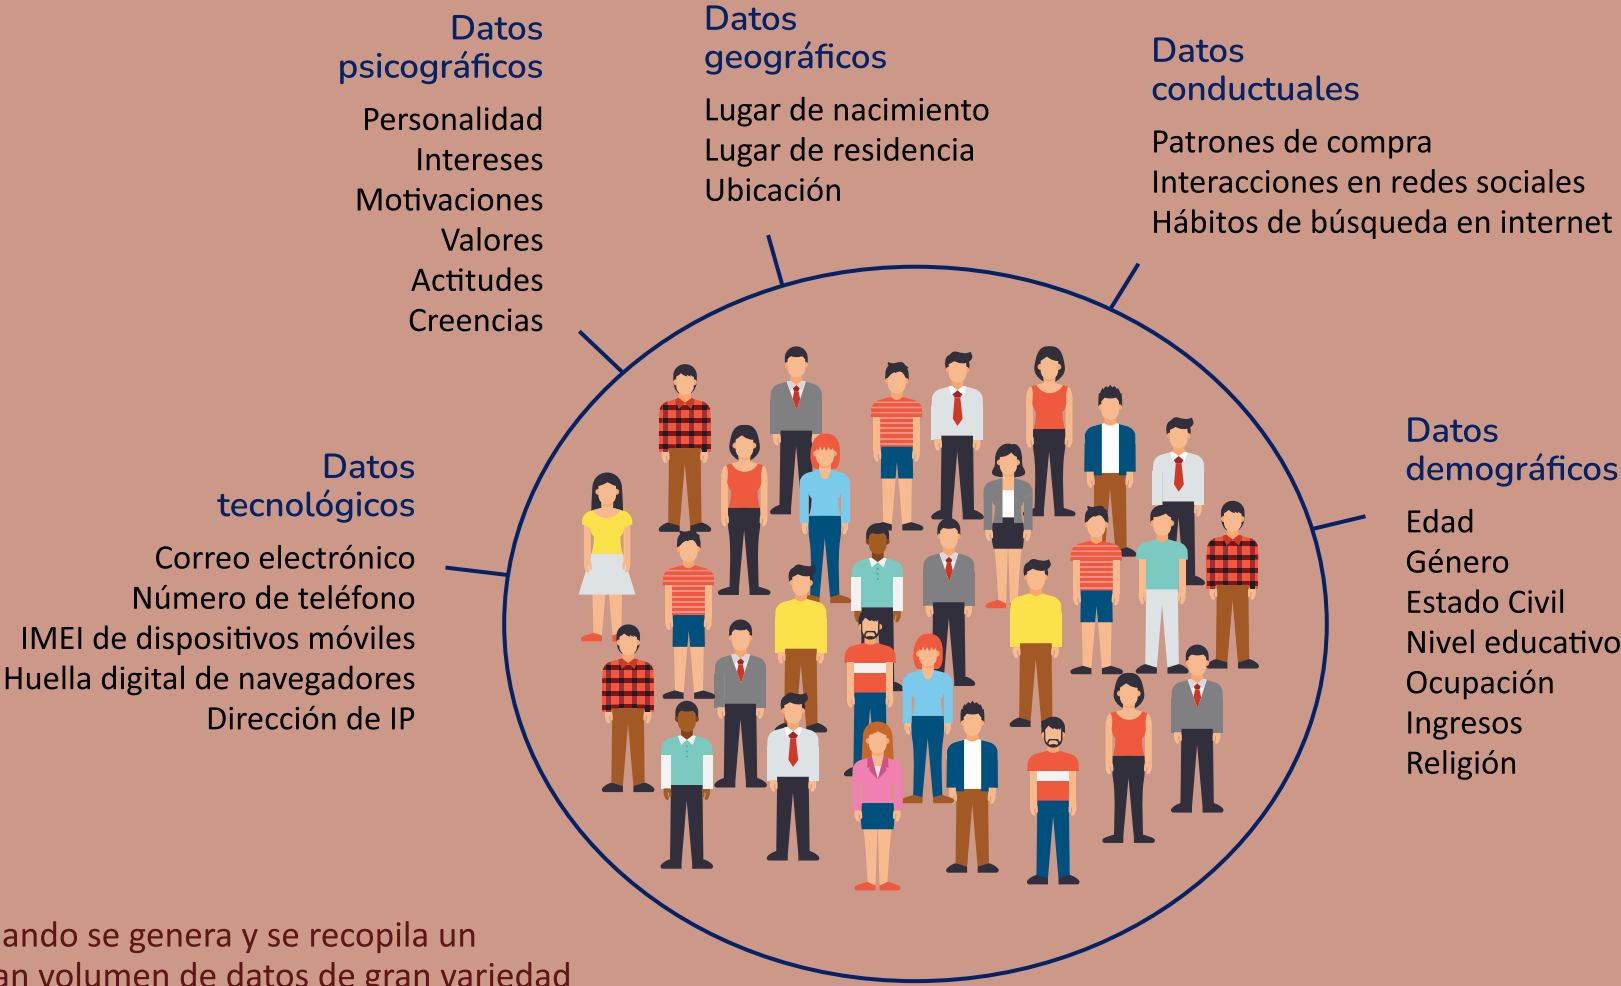 Datos
psicográficos
Personalidad
Intereses
Motivaciones
Valores
Actitudes
Creencias
Datos
geográficos
Lugar de nacimiento
Lugar de residencia
Ubicación
Datos
conductuales
Patrones de compra
Interacciones en redes sociales
Hábitos de búsqueda en internet
Datos
tecnológicos
Correo electrónico
Número de teléfono
IMEI de dispositivos móviles
Huella digital de navegadores
Dirección de IP
Datos
demográficos
Edad
Género
Estado Civil
Nivel educativo
Ocupación
Ingresos
Religión
ando se genera y se recopila un
an volumen de datos de gran variedad